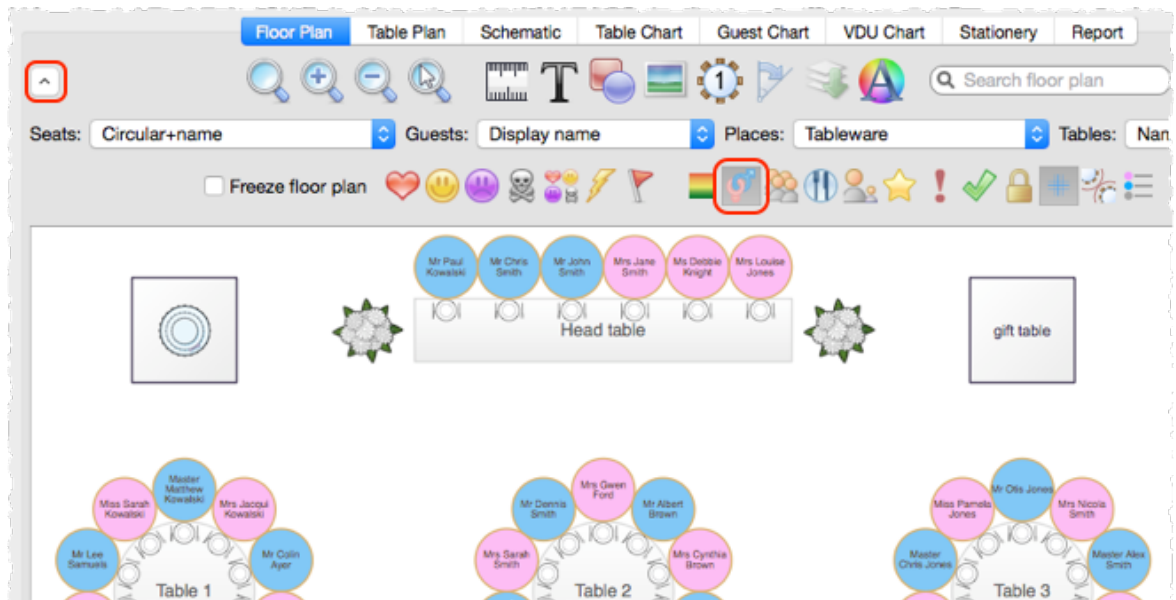 Floor Plan Table Plan Schematic Table Chart Guest Chart VDU Chart Stationery Report
T 1 A Search floor plan
Seats: Circular+name Guests: Display name Places: Tableware Tables: Nan
Freeze floor plan
Mr Paul
Kowalski
Mr Chris
Smith
Mr John
Smith
Mrs Jane
Smith
Ms Debbie
Knight
Mrs Louise
Jones
Head table
gift table
Master
Matthew
Kowalski
Miss Sarah
Kowalski
Mrs Jacqui
Kowalski
Mr Lee
Samuels
Mr Colin
Ayer
Table 1
Mrs Gwen
Ford
Mr Dennis
Smith
Mr Albert
Brown
Mrs Sarah
Smith
Mrs Cynthia
Brown
Table 2
Mr Otis Jones
Miss Pamela
Jones
Mrs Nicola
Smith
Master
Chris Jones
Master Alex
Smith
Table 3